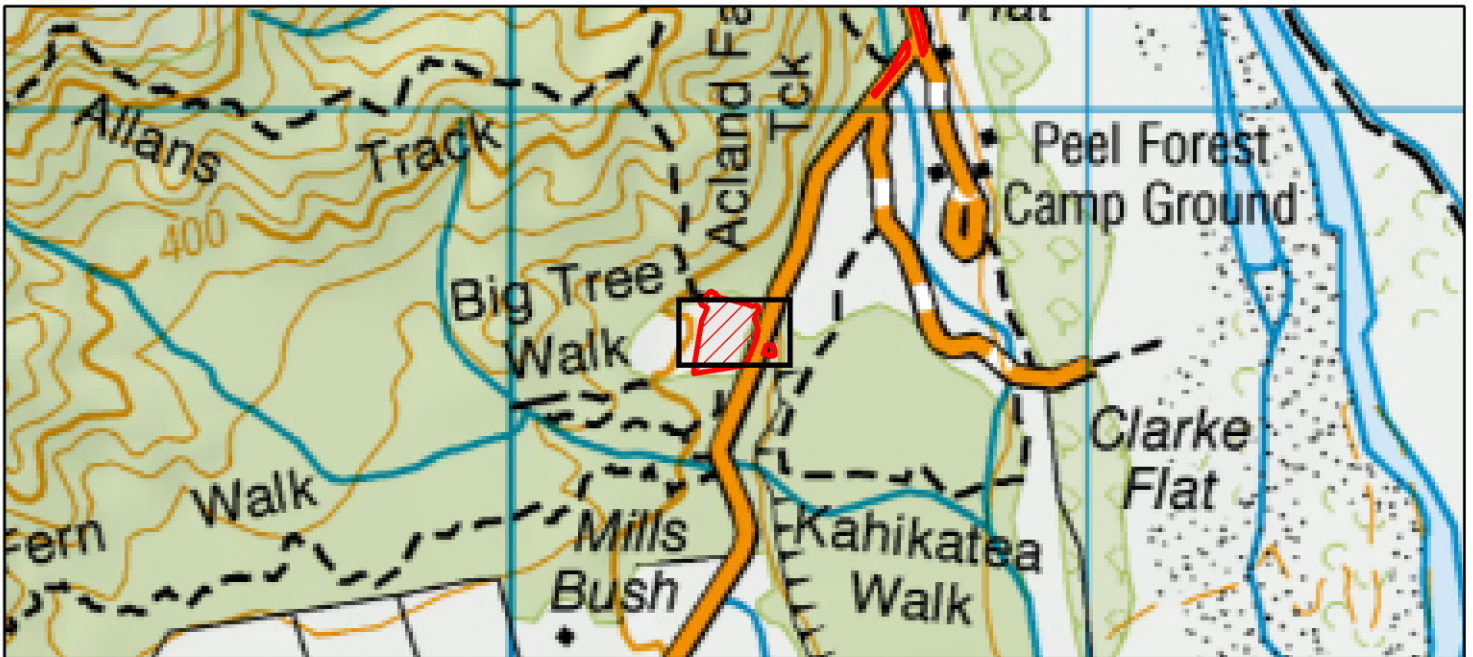 Flat
Acland Fa
Tck
Allans
Track
Peel Forest
Camp Ground
400
Big Tree
Walk
Clarke
Flat
Walk
Fern
Mills
Bush
Kahikatea
Walk